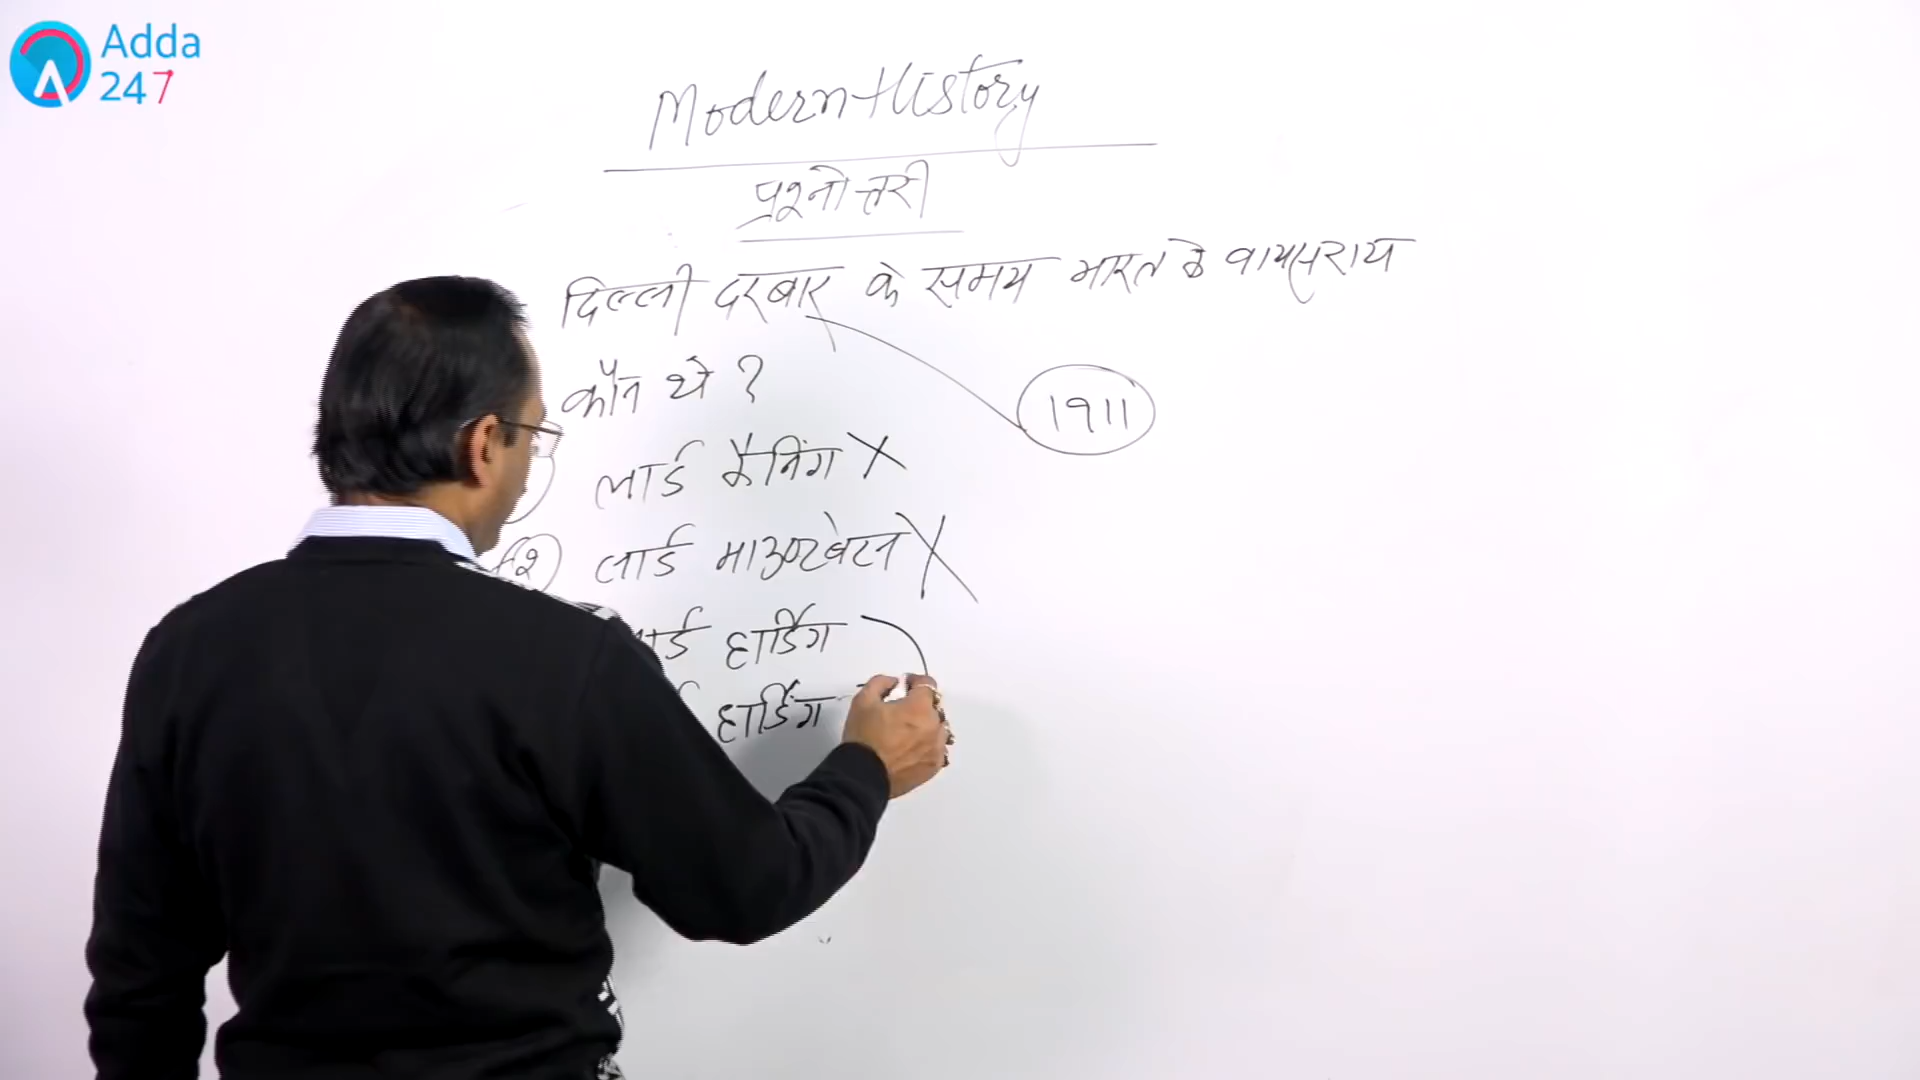 Adda
247
Modern History
प्रश्नोत्तरी
दिल्ली दरबार के समय भारत के वायसराय
कौन थे ?
1911
लार्ड कैनिंग X
2 लार्ड माउण्टबेटन X
र्ड हार्डिंग
हार्डिंग